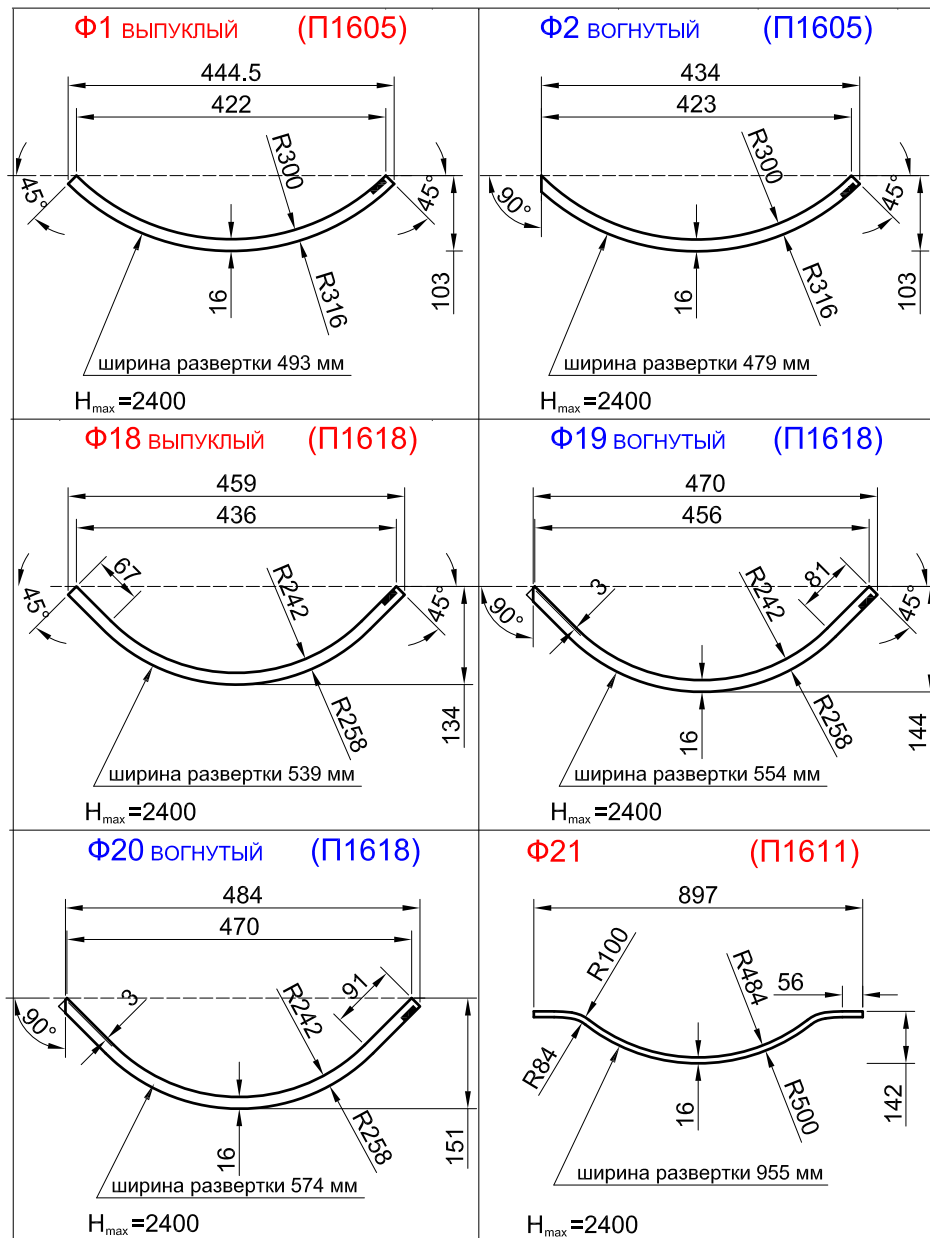 Ф1 ВЫПУКЛЫЙ (П1605)
444.5
422
R300
45°
45°
16
R316
103
ширина развертки 493 мм
Hmax=2400
Ф2 ВОГНУТЫЙ (П1605)
434
423
R300
90°
45°
16
R316
103
ширина развертки 479 мм
Hmax=2400
Ф18 ВЫПУКЛЫЙ (П1618)
459
436
67
R242
45°
45°
R258
134
ширина развертки 539 мм
Hmax=2400
Ф19 ВОГНУТЫЙ (П1618)
470
456
3
R242
81
90°
45°
16
R258
144
ширина развертки 554 мм
Hmax=2400
Ф20 ВОГНУТЫЙ (П1618)
484
470
3
R242
91
90°
16
R258
151
ширина развертки 574 мм
Hmax=2400
Ф21 (П1611)
897
R100
R484
56
R84
16
R500
142
ширина развертки 955 мм
Hmax=2400